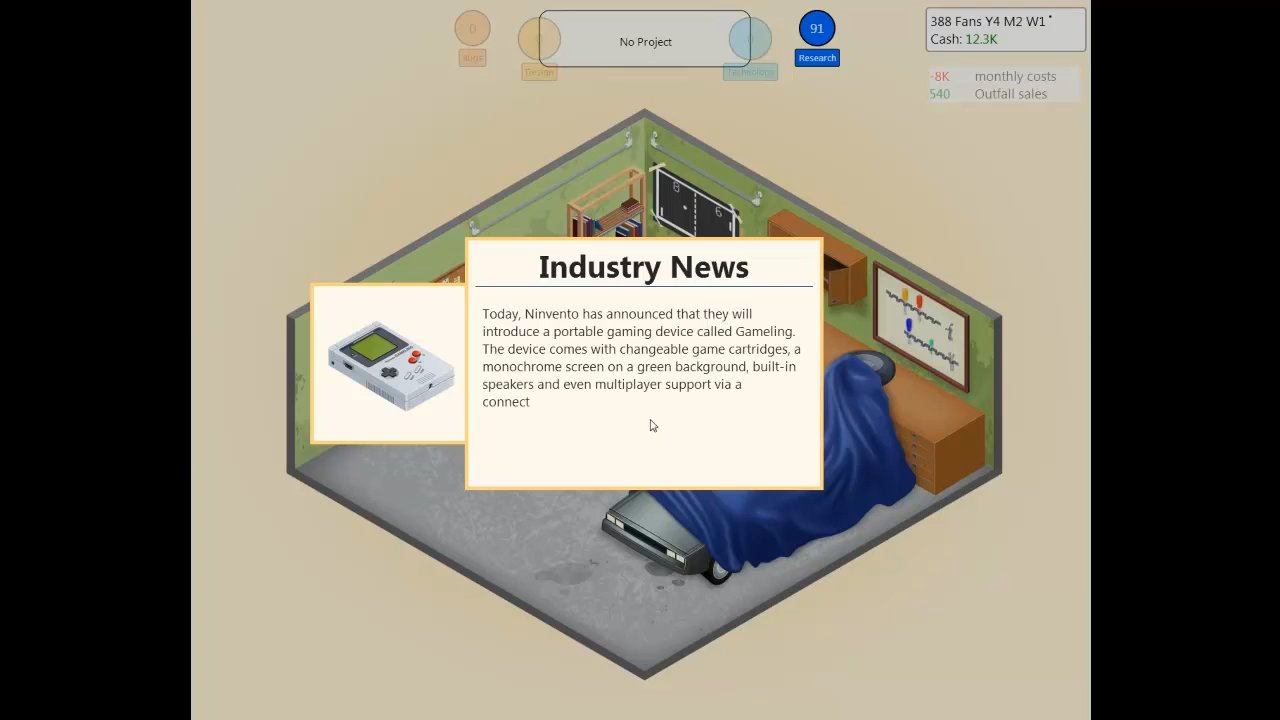 0
Bugs
Design
No Project
Technology
91
Research
388 Fans Y4 M2 W1
Cash: 12.3K
-8K monthly costs
540 Outfall sales
Industry News
Today, Ninvento has announced that they will
introduce a portable gaming device called Gameling.
The device comes with changeable game cartridges, a
monochrome screen on a green background, built-in
speakers and even multiplayer support via a
connect